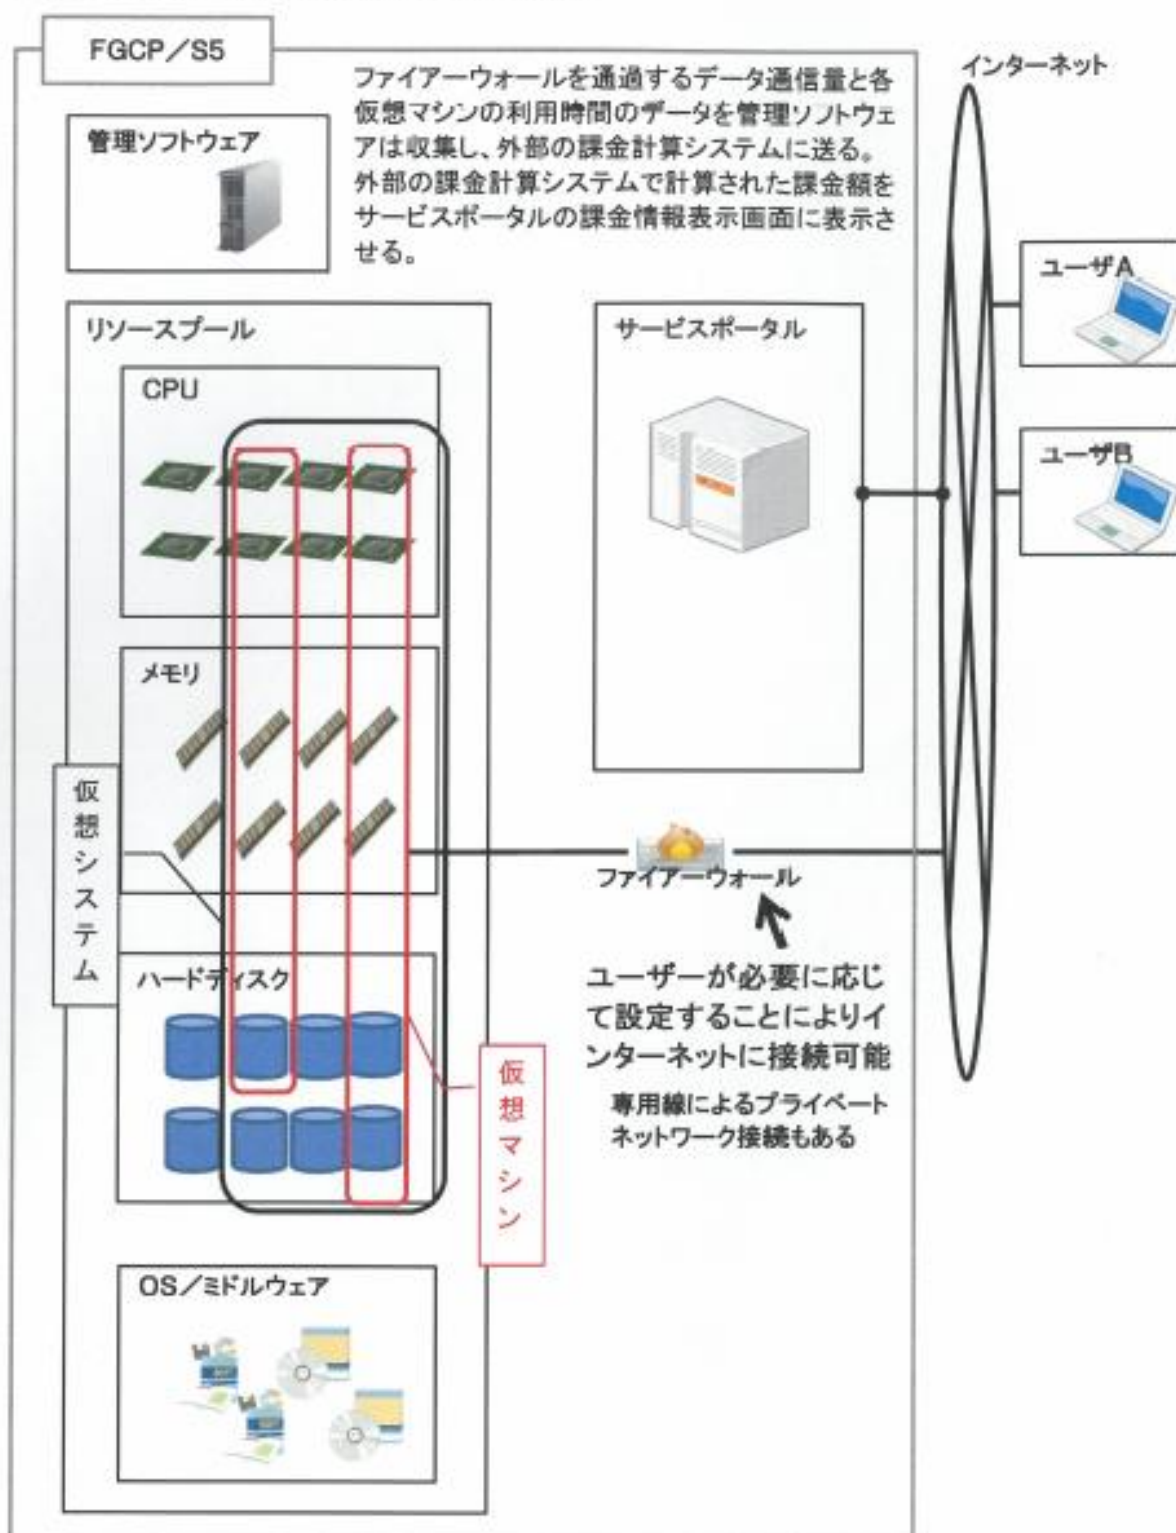 FGCP／S5
ファイアーウォールを通過するデータ通信量と各
仮想マシンの利用時間のデータを管理ソフトウェ
アは収集し、外部の課金計算システムに送る。
外部の課金計算システムで計算された課金額を
サービスポータルの課金情報表示画面に表示さ
せる。
インターネット
管理ソフトウェア
ユーザA
ユーザB
リソースプール
サービスポータル
CPU
メモリ
仮想システム
ファイアーウォール
ユーザーが必要に応じ
て設定することによりイ
ンターネットに接続可能
専用線によるプライベート
ネットワーク接続もある
ハードディスク
仮想マシン
OS／ミドルウェア